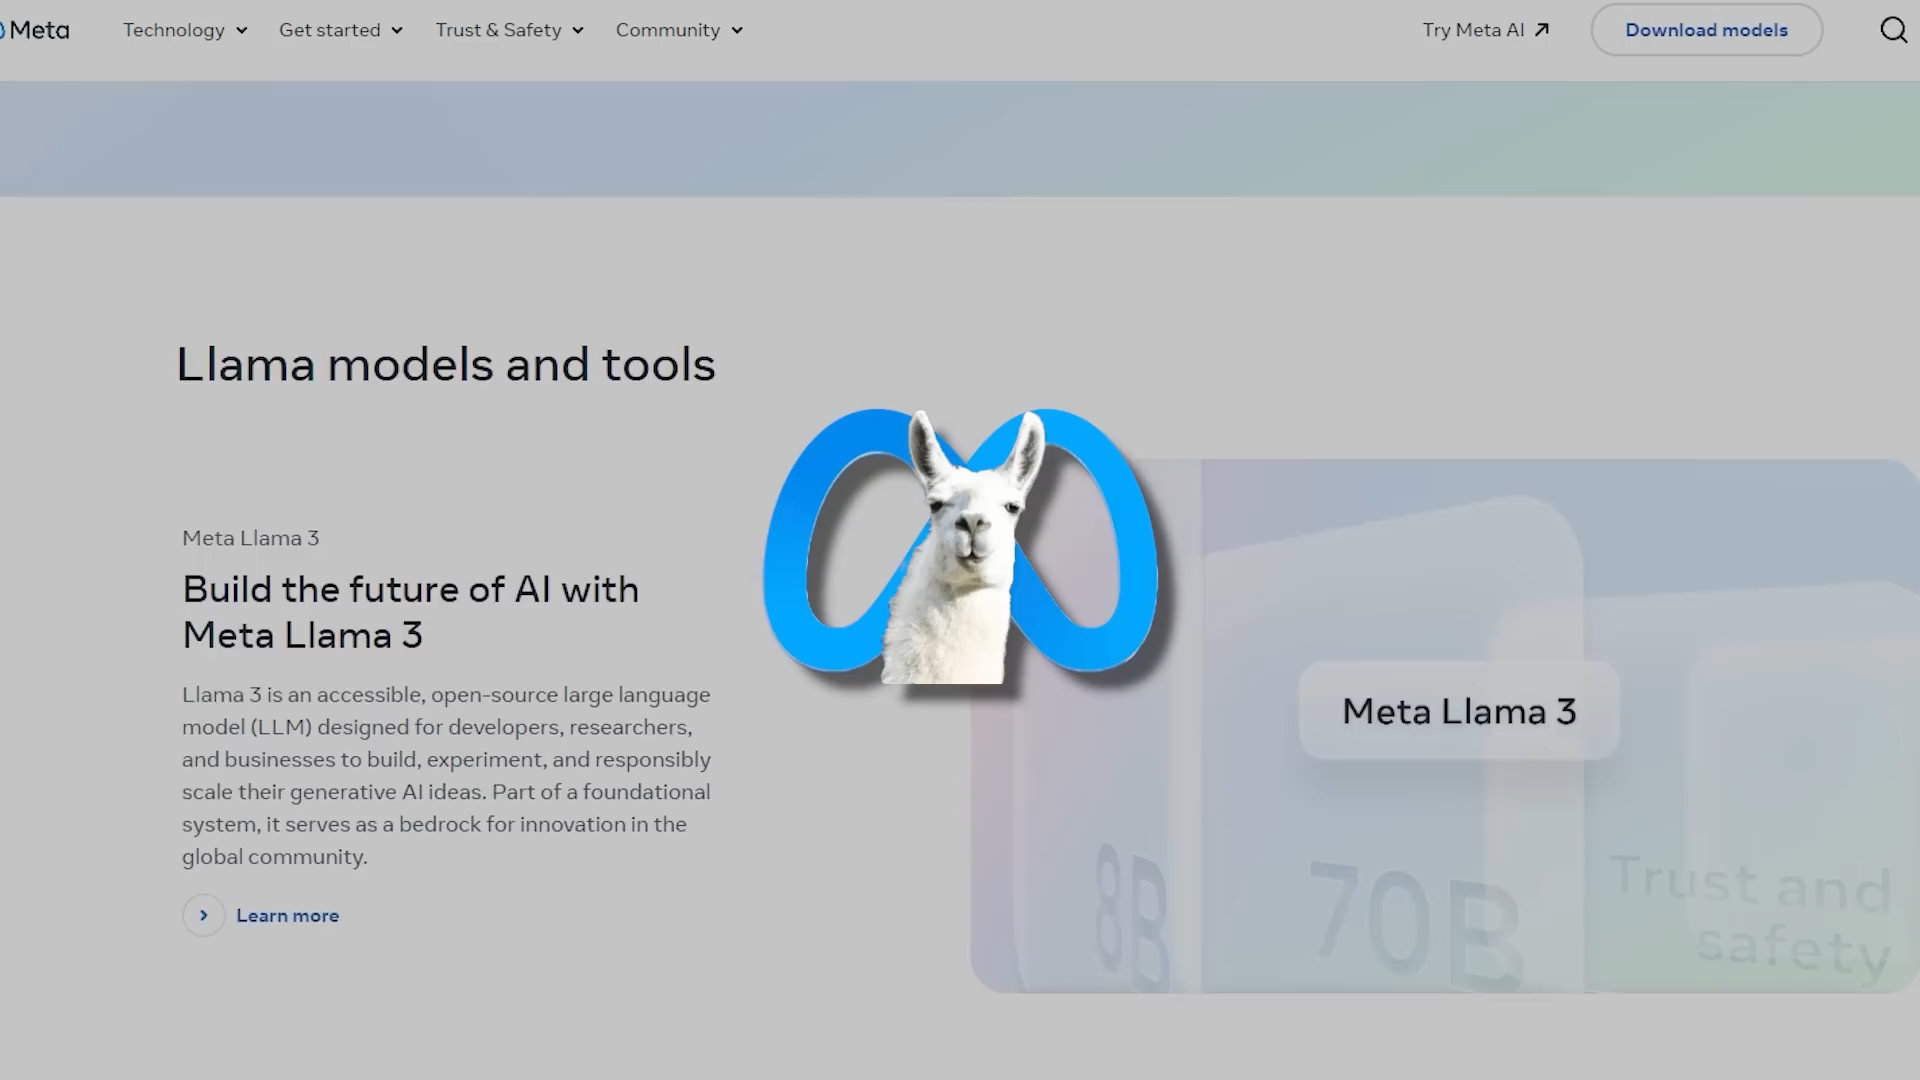 Meta
Technology
Get started
Trust & Safety
Community
Try Meta AI
Download models
Llama models and tools
Meta Llama 3
Build the future of AI with
Meta Llama 3
Llama 3 is an accessible, open-source large language
model (LLM) designed for developers, researchers,
and businesses to build, experiment, and responsibly
scale their generative AI ideas. Part of a foundational
system, it serves as a bedrock for innovation in the
global community.
Learn more
Meta Llama 3
8B
70B
Trust and
safety